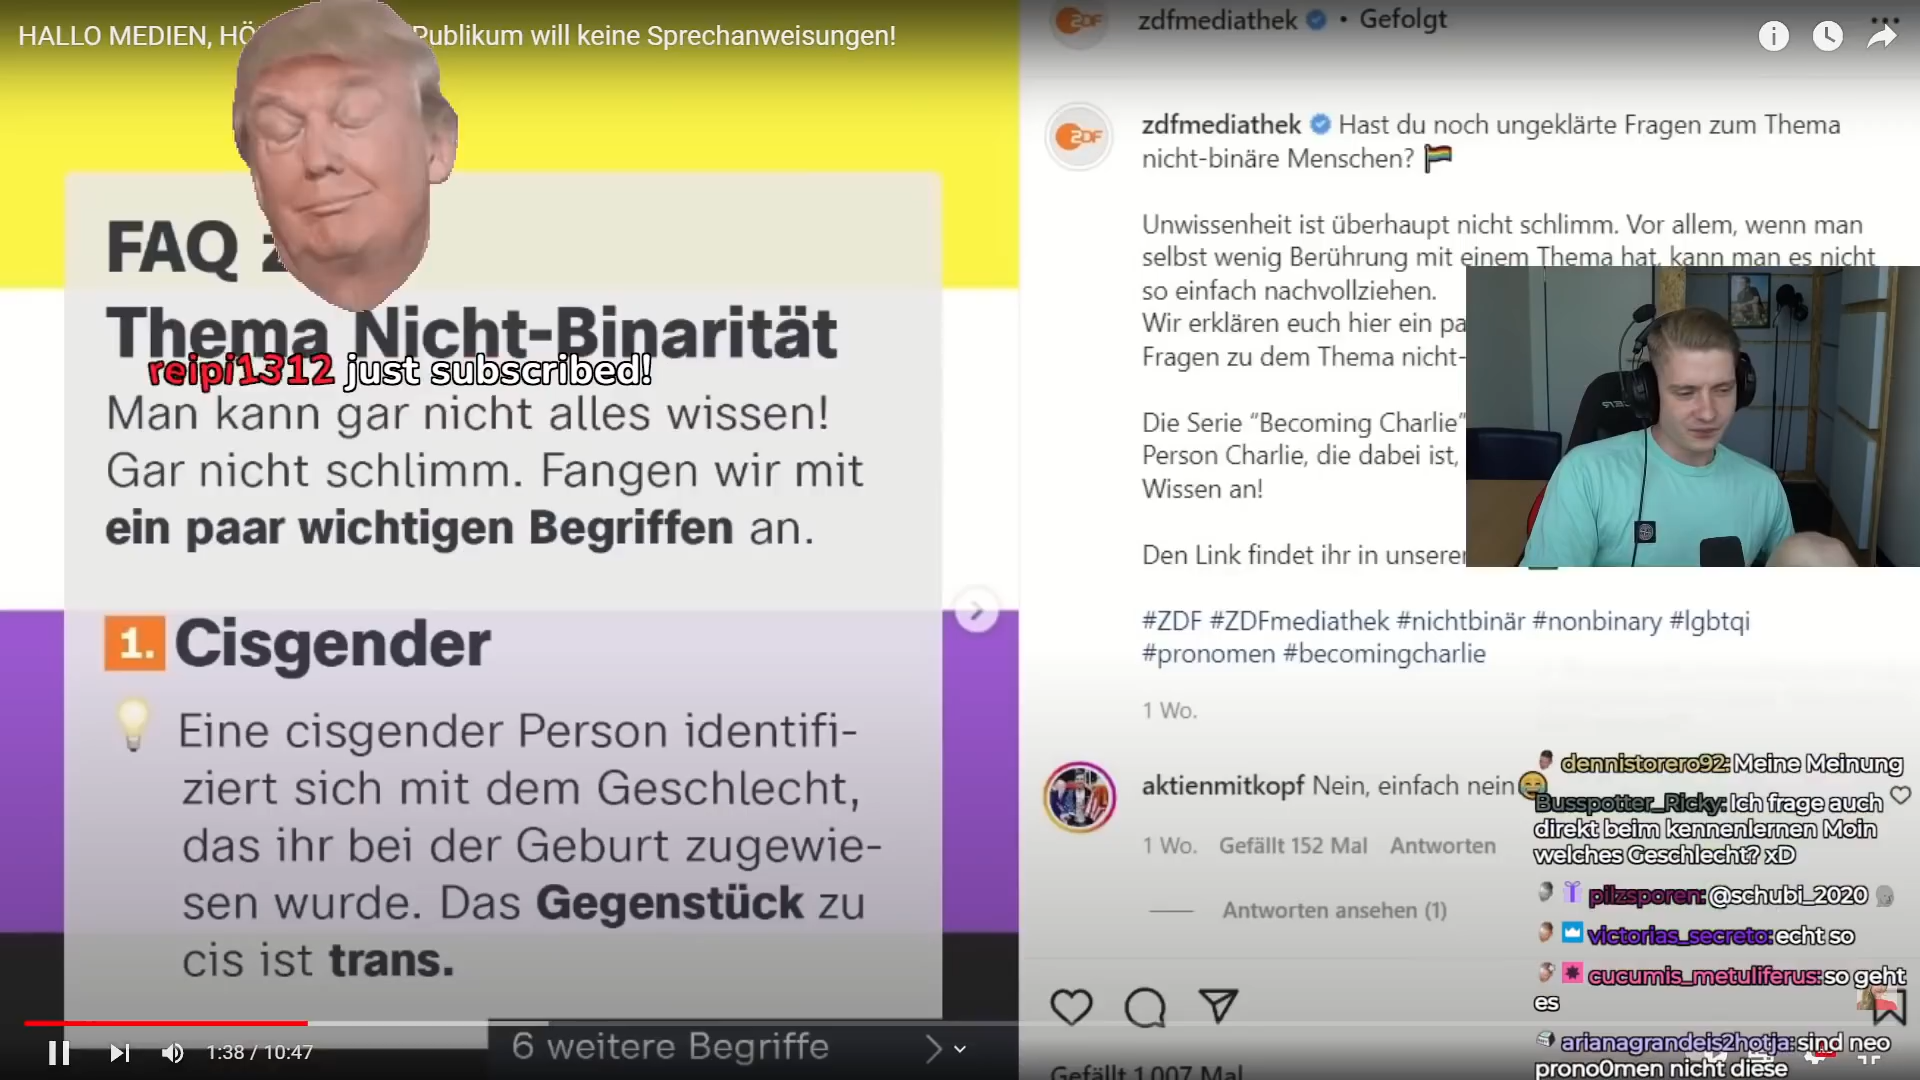 HALLO MEDIEN, HÖ Publikum will keine Sprechanweisungen!
FAQ z
Thema Nicht-Binarität
reipi1312 just subscribed!
Man kann gar nicht alles wissen!
Gar nicht schlimm. Fangen wir mit
ein paar wichtigen Begriffen an.
1. Cisgender
Eine cisgender Person identifi-
ziert sich mit dem Geschlecht,
das ihr bei der Geburt zugewie-
sen wurde. Das Gegenstück zu
cis ist trans.
6 weitere Begriffe
1:38 / 10:47
ZDF zdfmediathek • Gefolgt
ZDF zdfmediathek Hast du noch ungeklärte Fragen zum Thema
nicht-binäre Menschen?
Unwissenheit ist überhaupt nicht schlimm. Vor allem, wenn man
selbst wenig Berührung mit einem Thema hat, kann man es nicht
so einfach nachvollziehen.
Wir erklären euch hier ein pa
Fragen zu dem Thema nicht-
Die Serie “Becoming Charlie”
Person Charlie, die dabei ist,
Wissen an!
Den Link findet ihr in unserer
#ZDF #ZDFmediathek #nichtbinär #nonbinary #lgbtqi
#pronomen #becomingcharlie
1 Wo.
aktienmitkopf Nein, einfach nein
1 Wo. Gefällt 152 Mal Antworten
Antworten ansehen (1)
Gefällt 1.007 Mal
dennistorero92: Meine Meinung
Busspotter_Ricky: Ich frage auch
direkt beim kennenlernen Moin
welches Geschlecht? xD
pilzsporen: @schubi_2020
victorias_secreto: echt so
cucumis_metuliferus: so geht
es
arianagrandeis2hotja: sind neo
prono0men nicht diese